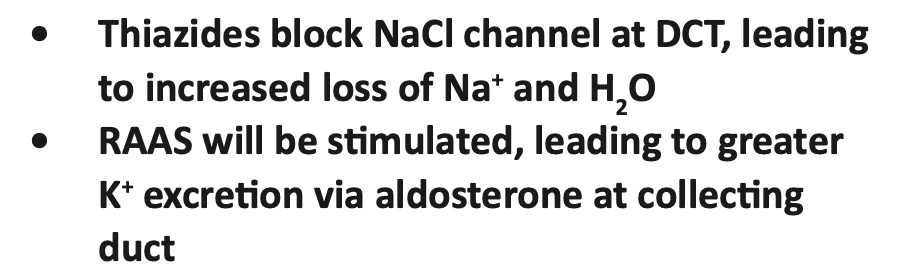 • Thiazides block NaCl channel at DCT, leading
to increased loss of Na⁺ and H₂O
• RAAS will be stimulated, leading to greater
K⁺ excretion via aldosterone at collecting
duct